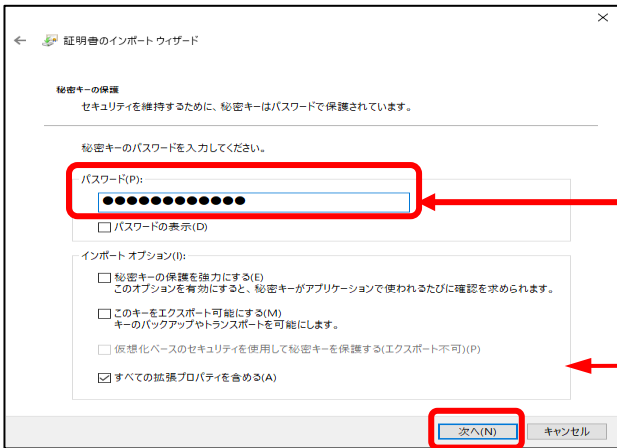 証明書のインポート ウィザード
秘密キーの保護
セキュリティを維持するために、秘密キーはパスワードで保護されています。
秘密キーのパスワードを入力してください。
パスワード(P):
●●●●●●●●●●●●
パスワードの表示(D)
インポート オプション(I):
秘密キーの保護を強力にする(E)
このオプションを有効にすると、秘密キーがアプリケーションで使われるたびに確認を求められます。
このキーをエクスポート可能にする(M)
キーのバックアップやトランスポートを可能にします。
仮想化ベースのセキュリティを使用して秘密キーを保護する(エクスポート不可)(P)
すべての拡張プロパティを含める(A)
次へ(N)
キャンセル